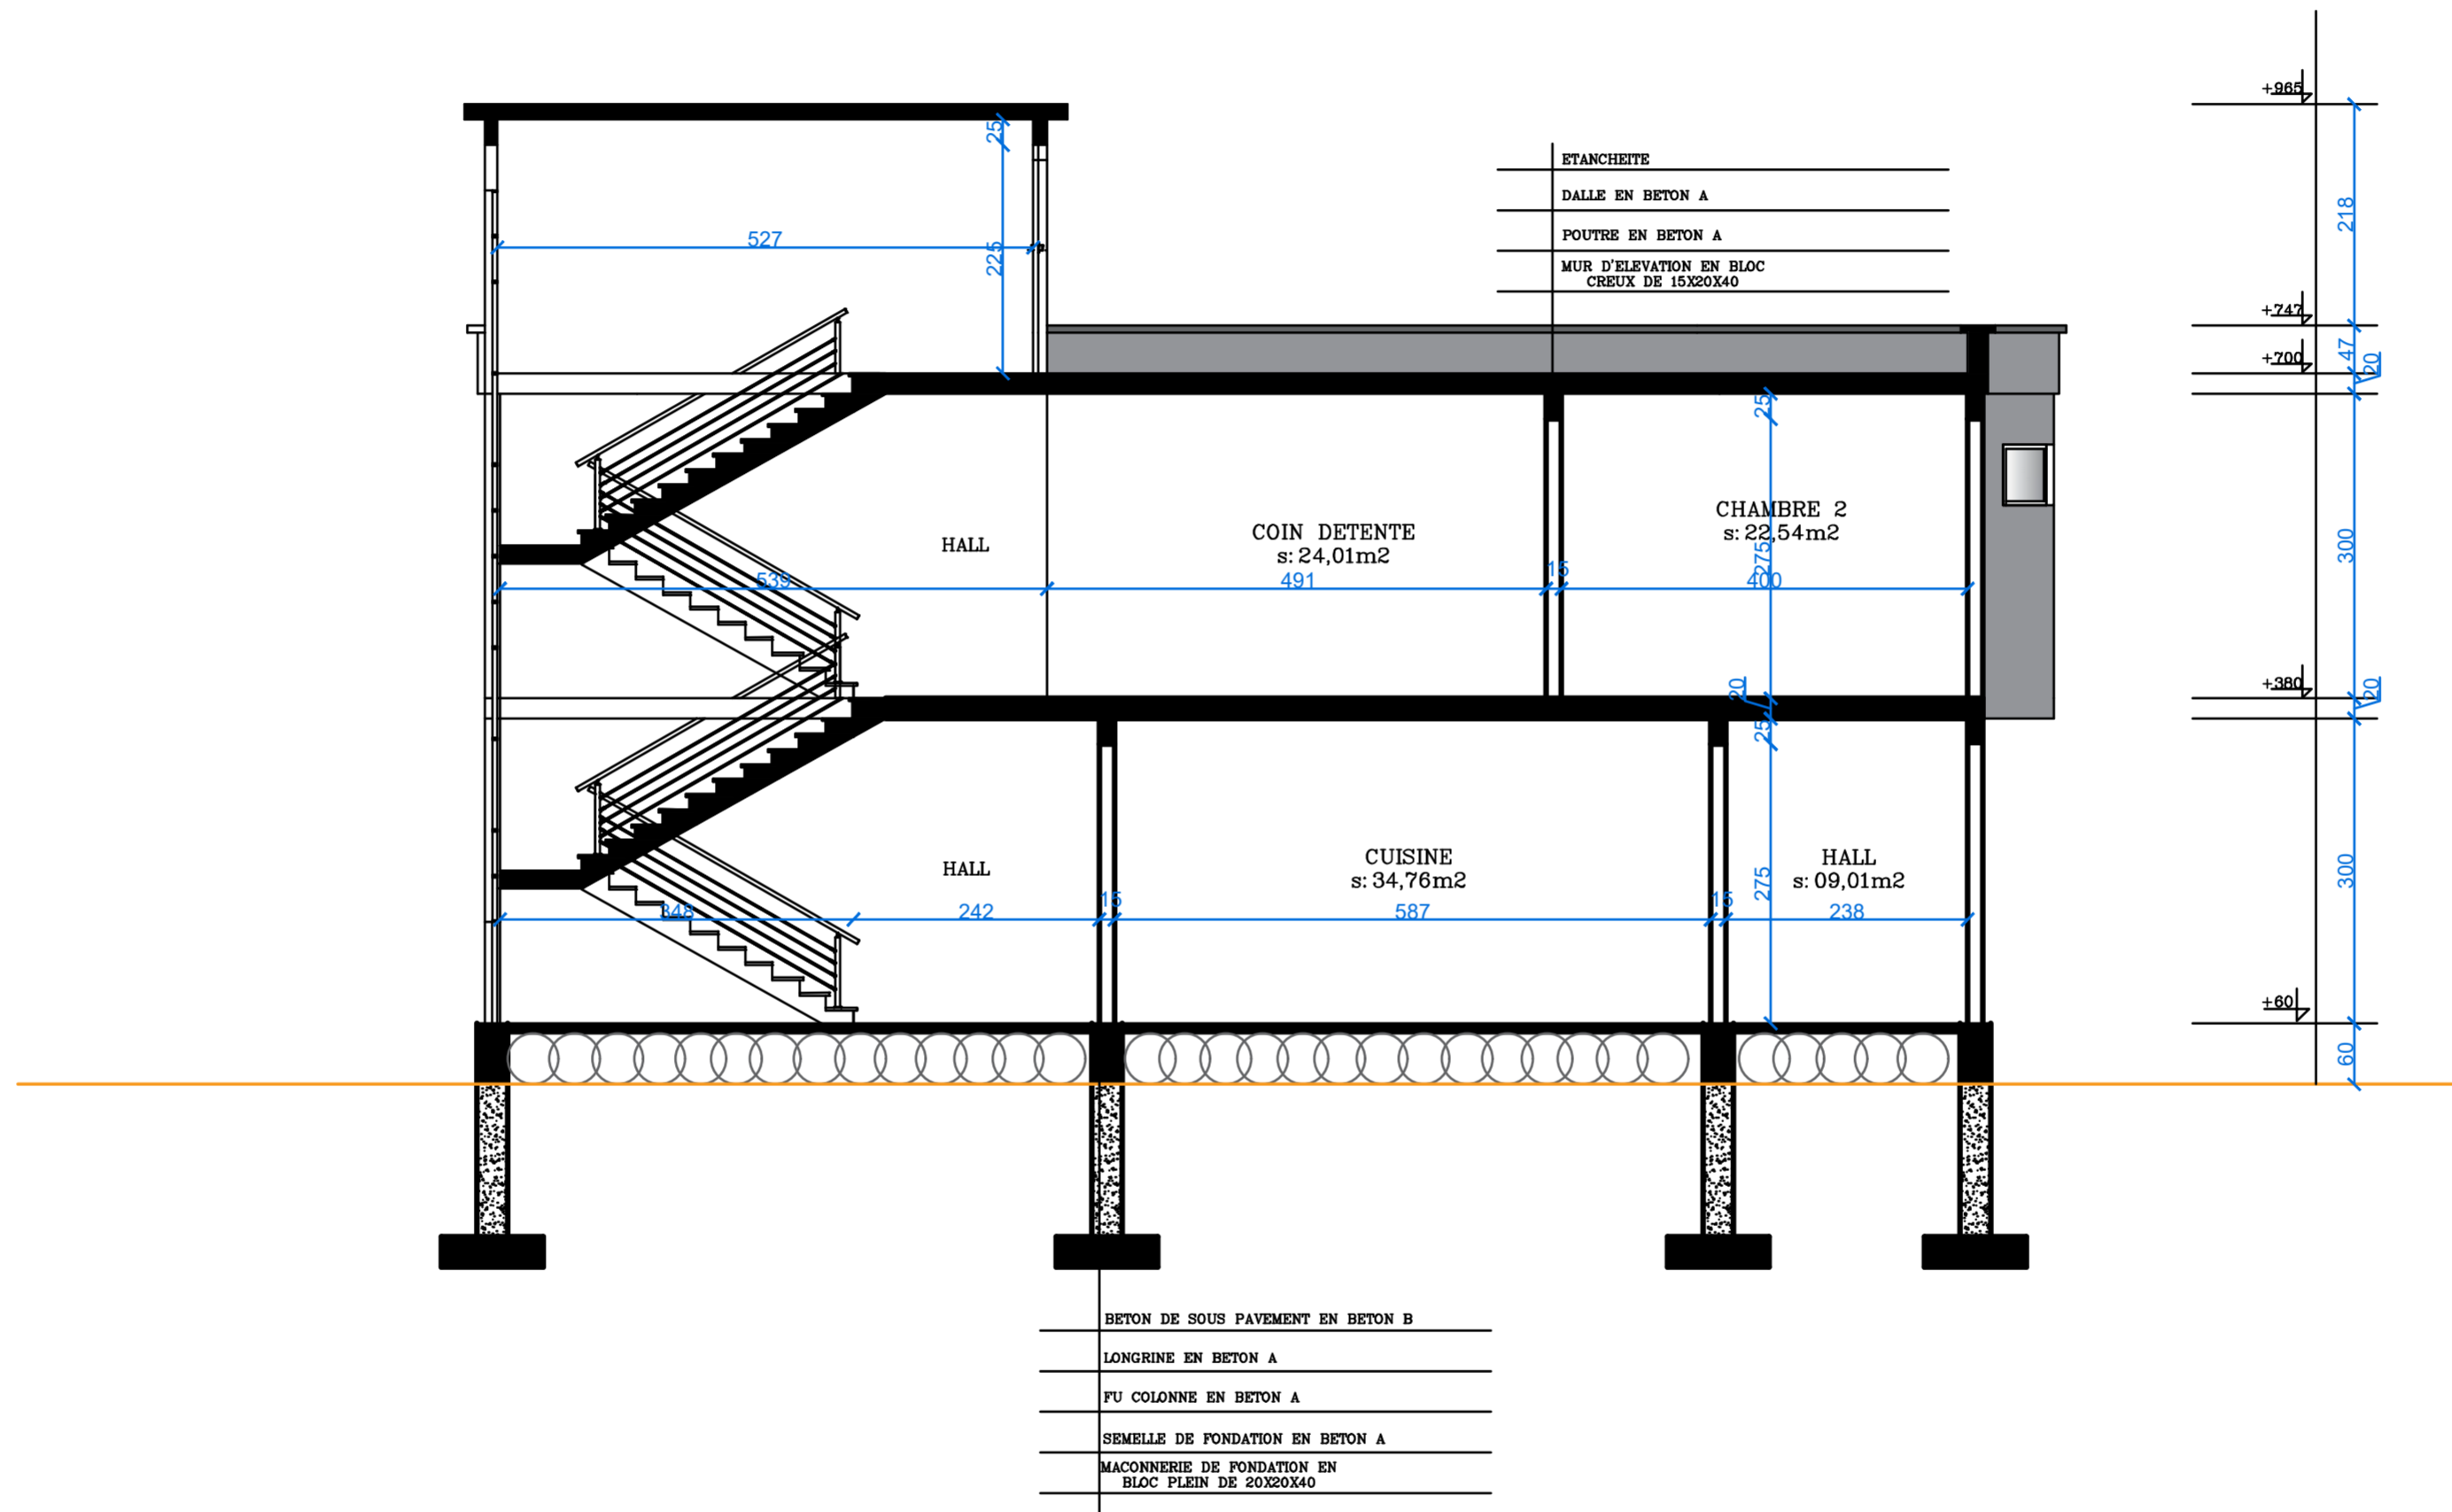 +965
25
ETANCHEITE
DALLE EN BETON A
218
527
225
POUTRE EN BETON A
MUR D'ELEVATION EN BLOC
CREUX DE 15X20X40
+747
47
+700
20
25
CHAMBRE 2
s: 22,54m2
HALL
COIN DETENTE
s: 24,01m2
275
300
539
491
15
400
20
+380
20
25
HALL
CUISINE
s: 34,76m2
HALL
s: 09,01m2
275
300
348
242
15
587
15
238
+60
60
BETON DE SOUS PAVEMENT EN BETON B
LONGRINE EN BETON A
FU COLONNE EN BETON A
SEMELLE DE FONDATION EN BETON A
MACONNERIE DE FONDATION EN
BLOC PLEIN DE 20X20X40